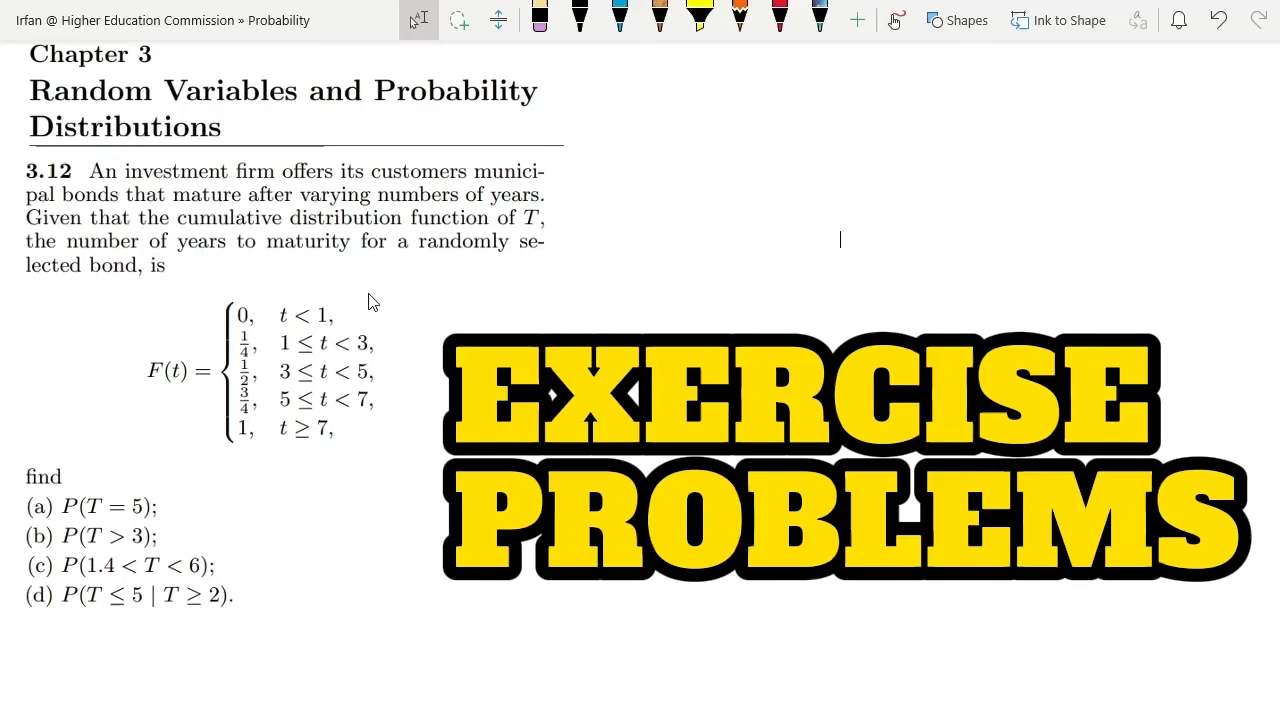 Irfan @ Higher Education Commission » Probability
Shapes
Ink to Shape
Chapter 3
Random Variables and Probability
Distributions
3.12 An investment firm offers its customers munici-
pal bonds that mature after varying numbers of years.
Given that the cumulative distribution function of T,
the number of years to maturity for a randomly se-
lected bond, is
F(t) =
0, t < 1,
1/4, 1 ≤ t < 3,
1/2, 3 ≤ t < 5,
3/4, 5 ≤ t < 7,
1, t ≥ 7,
find
(a) P(T = 5);
(b) P(T > 3);
(c) P(1.4 < T < 6);
(d) P(T ≤ 5 | T ≥ 2).
EXERCISE
PROBLEMS